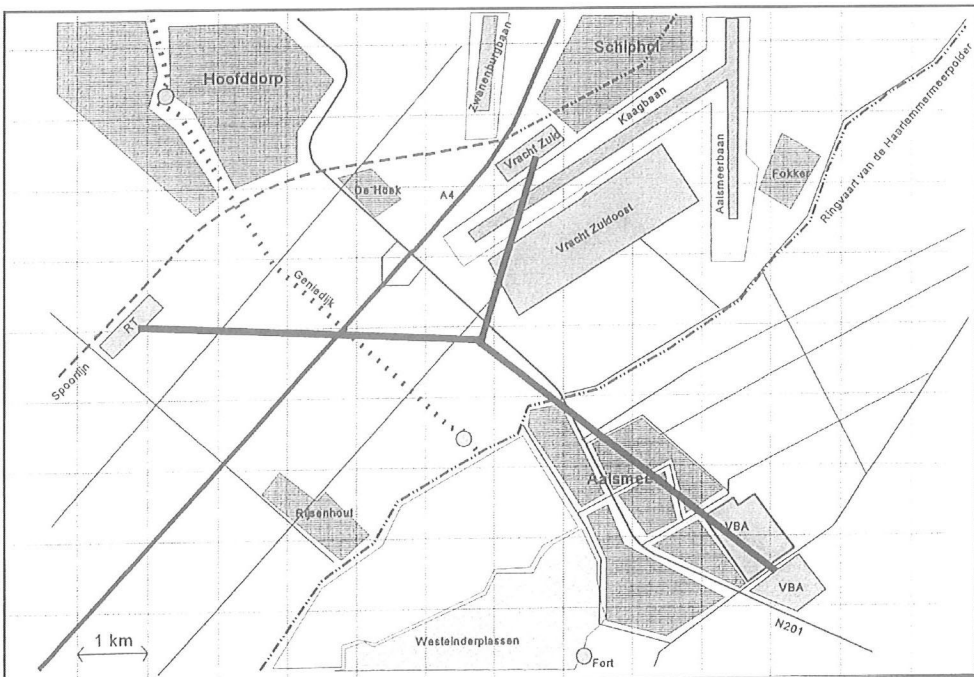 Schiphol
Hoofddorp
Zwanenburgbaan
Kaagbaan
Vracht Zuid
De Hoek
A4
Aalsmeerbaan
Fokker
Ringvaart van de Haarlemmermeerpolder
Vracht Zuidoost
Geniedijk
RT
Spoorlijn
Aalsmeer
Rijsenhout
VBA
VBA
N201
1 km
Westeinderplassen
Fort